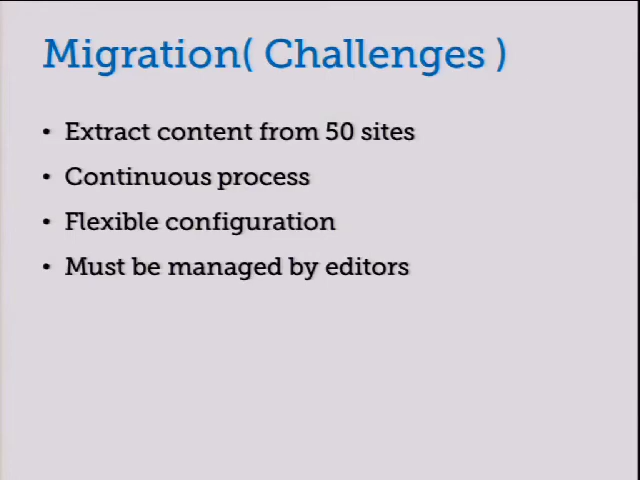 Migration( Challenges )
• Extract content from 50 sites
• Continuous process
• Flexible configuration
• Must be managed by editors